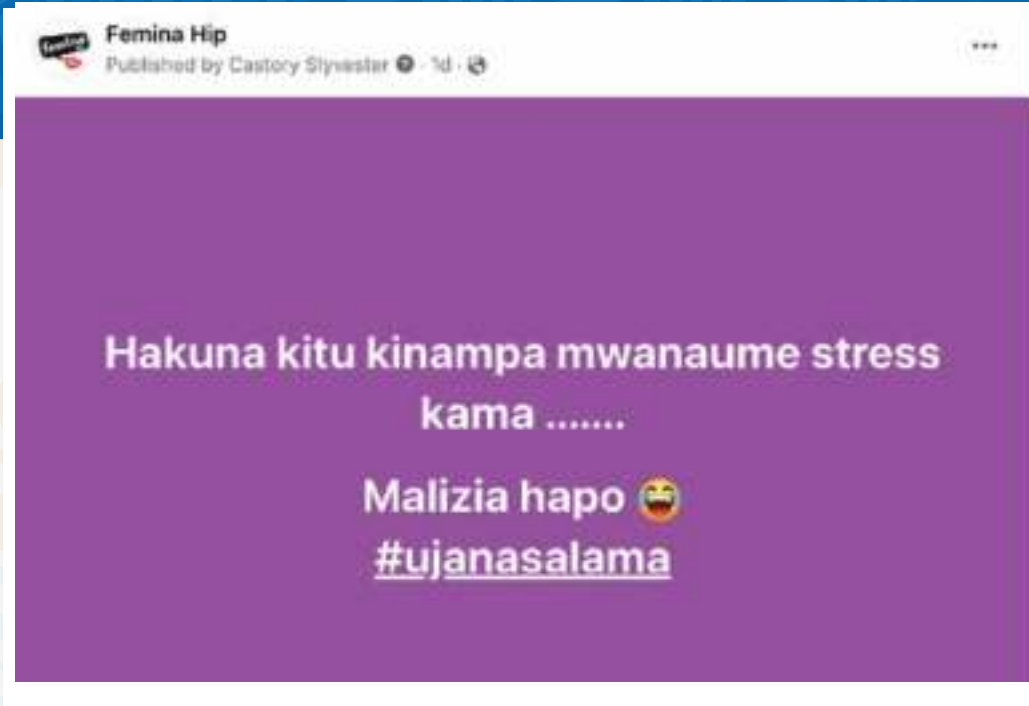 Femina Hip
Published by Castory Slyvester · 1d ·
Hakuna kitu kinampa mwanaume stress
kama .......
Malizia hapo 😂
#ujanasalama